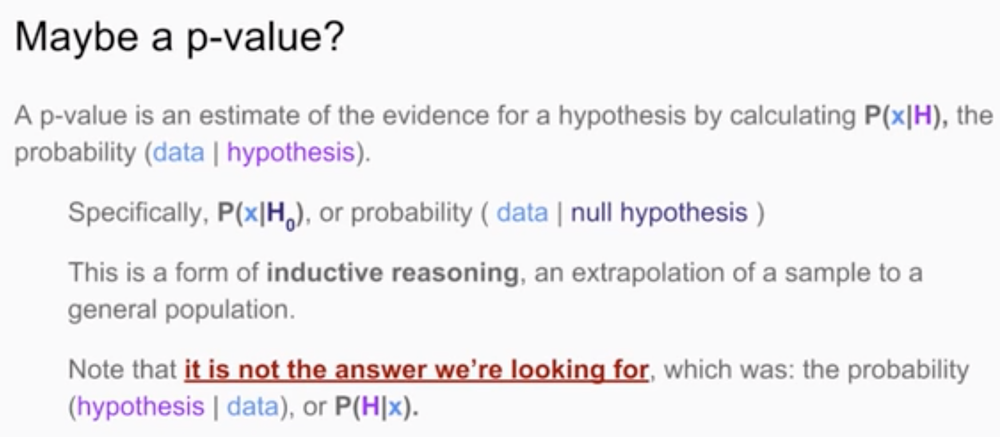 Maybe a p-value?
A p-value is an estimate of the evidence for a hypothesis by calculating P(x|H), the
probability (data | hypothesis).
Specifically, P(x|H₀), or probability ( data | null hypothesis )
This is a form of inductive reasoning, an extrapolation of a sample to a
general population.
Note that it is not the answer we’re looking for, which was: the probability
(hypothesis | data), or P(H|x).